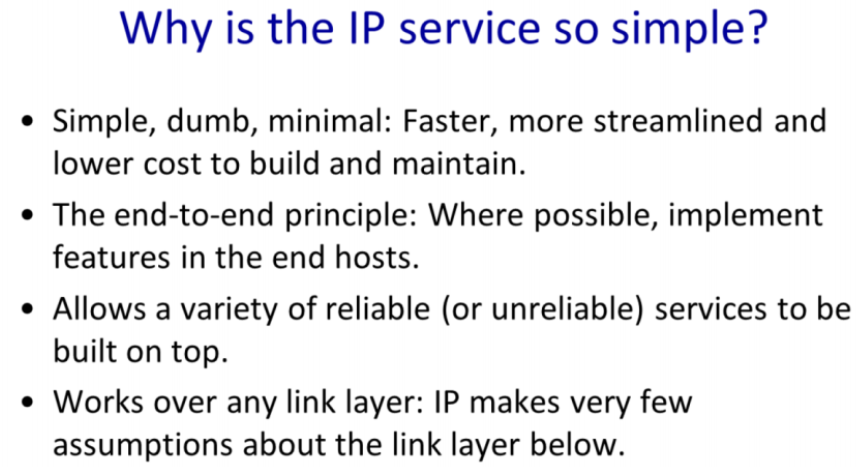 Why is the IP service so simple?
• Simple, dumb, minimal: Faster, more streamlined and
lower cost to build and maintain.
• The end-to-end principle: Where possible, implement
features in the end hosts.
• Allows a variety of reliable (or unreliable) services to be
built on top.
• Works over any link layer: IP makes very few
assumptions about the link layer below.